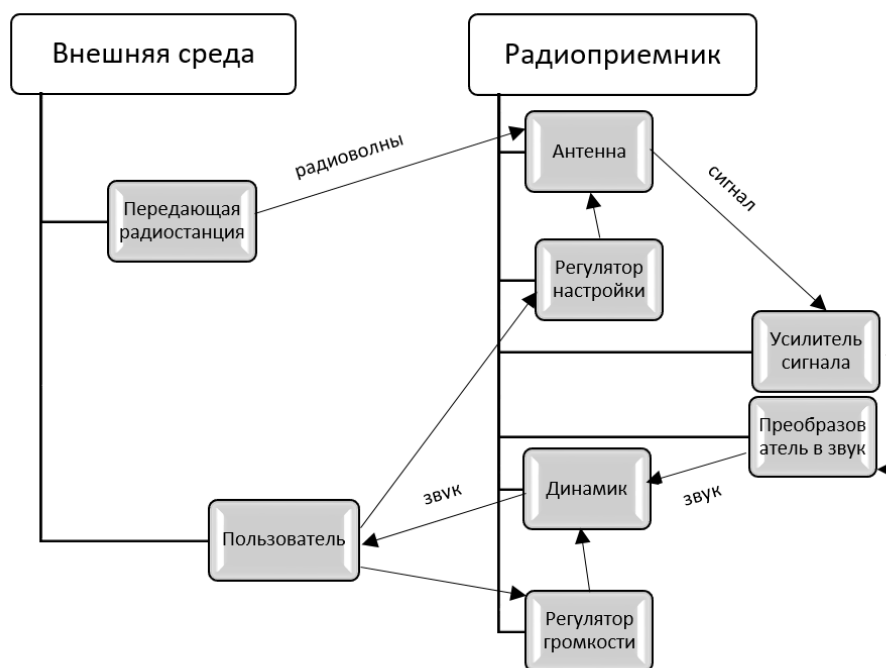 Внешняя среда
Радиоприемник
радиоволны
Антенна
сигнал
Передающая
радиостанция
Регулятор
настройки
Усилитель
сигнала
Преобразов
атель в звук
звук
Динамик
звук
Пользователь
Регулятор
громкости